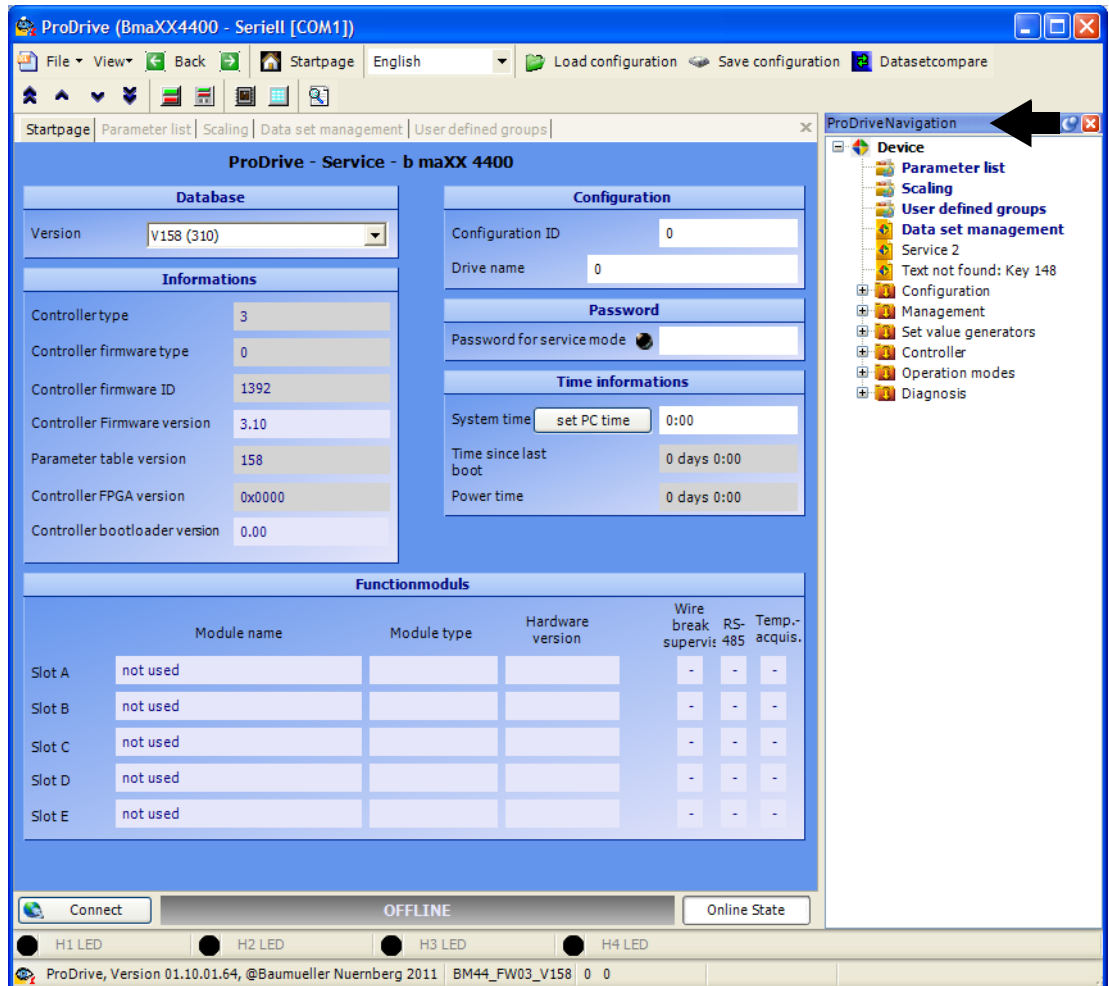 ProDrive (BmaXX4400 - Seriell [COM1])
File View Back Startpage English Load configuration Save configuration Datasetcompare
Startpage Parameter list Scaling Data set management User defined groups
ProDrive - Service - b maXX 4400
Database
Version V158 (310)
Informations
Controller type 3
Controller firmware type 0
Controller firmware ID 1392
Controller Firmware version 3.10
Parameter table version 158
Controller FPGA version 0x0000
Controller bootloader version 0.00
Configuration
Configuration ID 0
Drive name 0
Password
Password for service mode
Time informations
System time set PC time 0:00
Time since last
boot
0 days 0:00
Power time 0 days 0:00
Functionmoduls
Module name Module type
Hardware
version
Wire
break
supervis
RS-
485
Temp.-
acquis.
Slot A not used - - -
Slot B not used - - -
Slot C not used - - -
Slot D not used - - -
Slot E not used - - -
Connect OFFLINE Online State
H1 LED H2 LED H3 LED H4 LED
ProDrive, Version 01.10.01.64, @Baumueller Nuernberg 2011 BM44_FW03_V158 0 0
ProDriveNavigation
Device
Parameter list
Scaling
User defined groups
Data set management
Service 2
Text not found: Key 148
Configuration
Management
Set value generators
Controller
Operation modes
Diagnosis